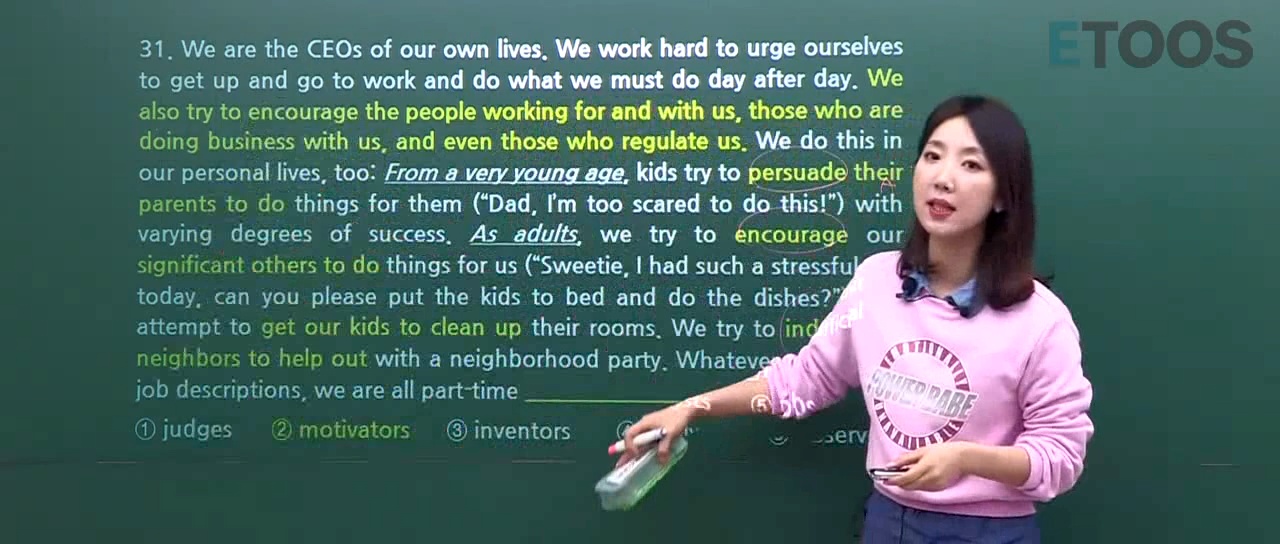 ETOOS
31. We are the CEOs of our own lives. We work hard to urge ourselves
to get up and go to work and do what we must do day after day. We
also try to encourage the people working for and with us, those who are
doing business with us, and even those who regulate us. We do this in
our personal lives, too: From a very young age, kids try to persuade their
parents to do things for them (“Dad, I’m too scared to do this!”) with
varying degrees of success. As adults, we try to encourage our
significant others to do things for us (“Sweetie, I had such a stressful
today, can you please put the kids to bed and do the dishes?”
attempt to get our kids to clean up their rooms. We try to
neighbors to help out with a neighborhood party.
job descriptions, we are all part-time
① judges ② motivators ③ inventors
POWER BABE